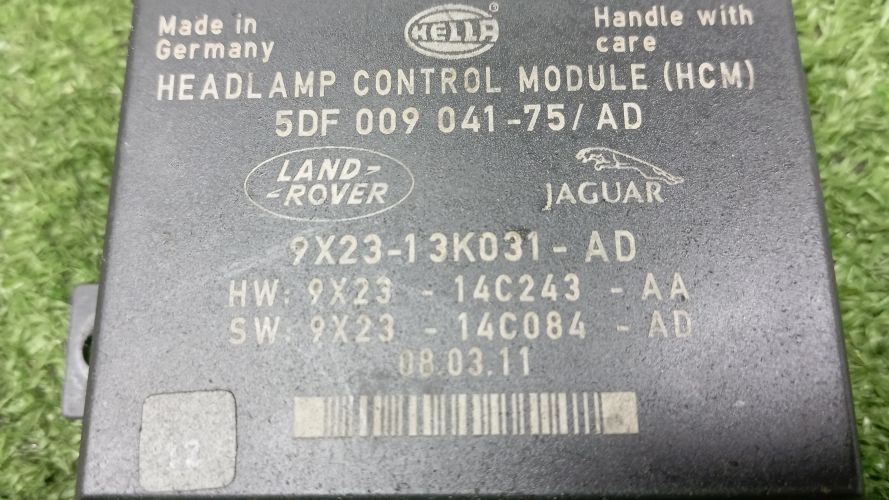 Made in
Germany
HELLA
Handle with
care
HEADLAMP CONTROL MODULE (HCM)
5DF 009 041-75/ AD
LAND-
-ROVER
JAGUAR
9X23-13K031- AD
HW: 9X23 - 14C243 - AA
SW: 9X23 - 14C084 - AD
08.03.11
12